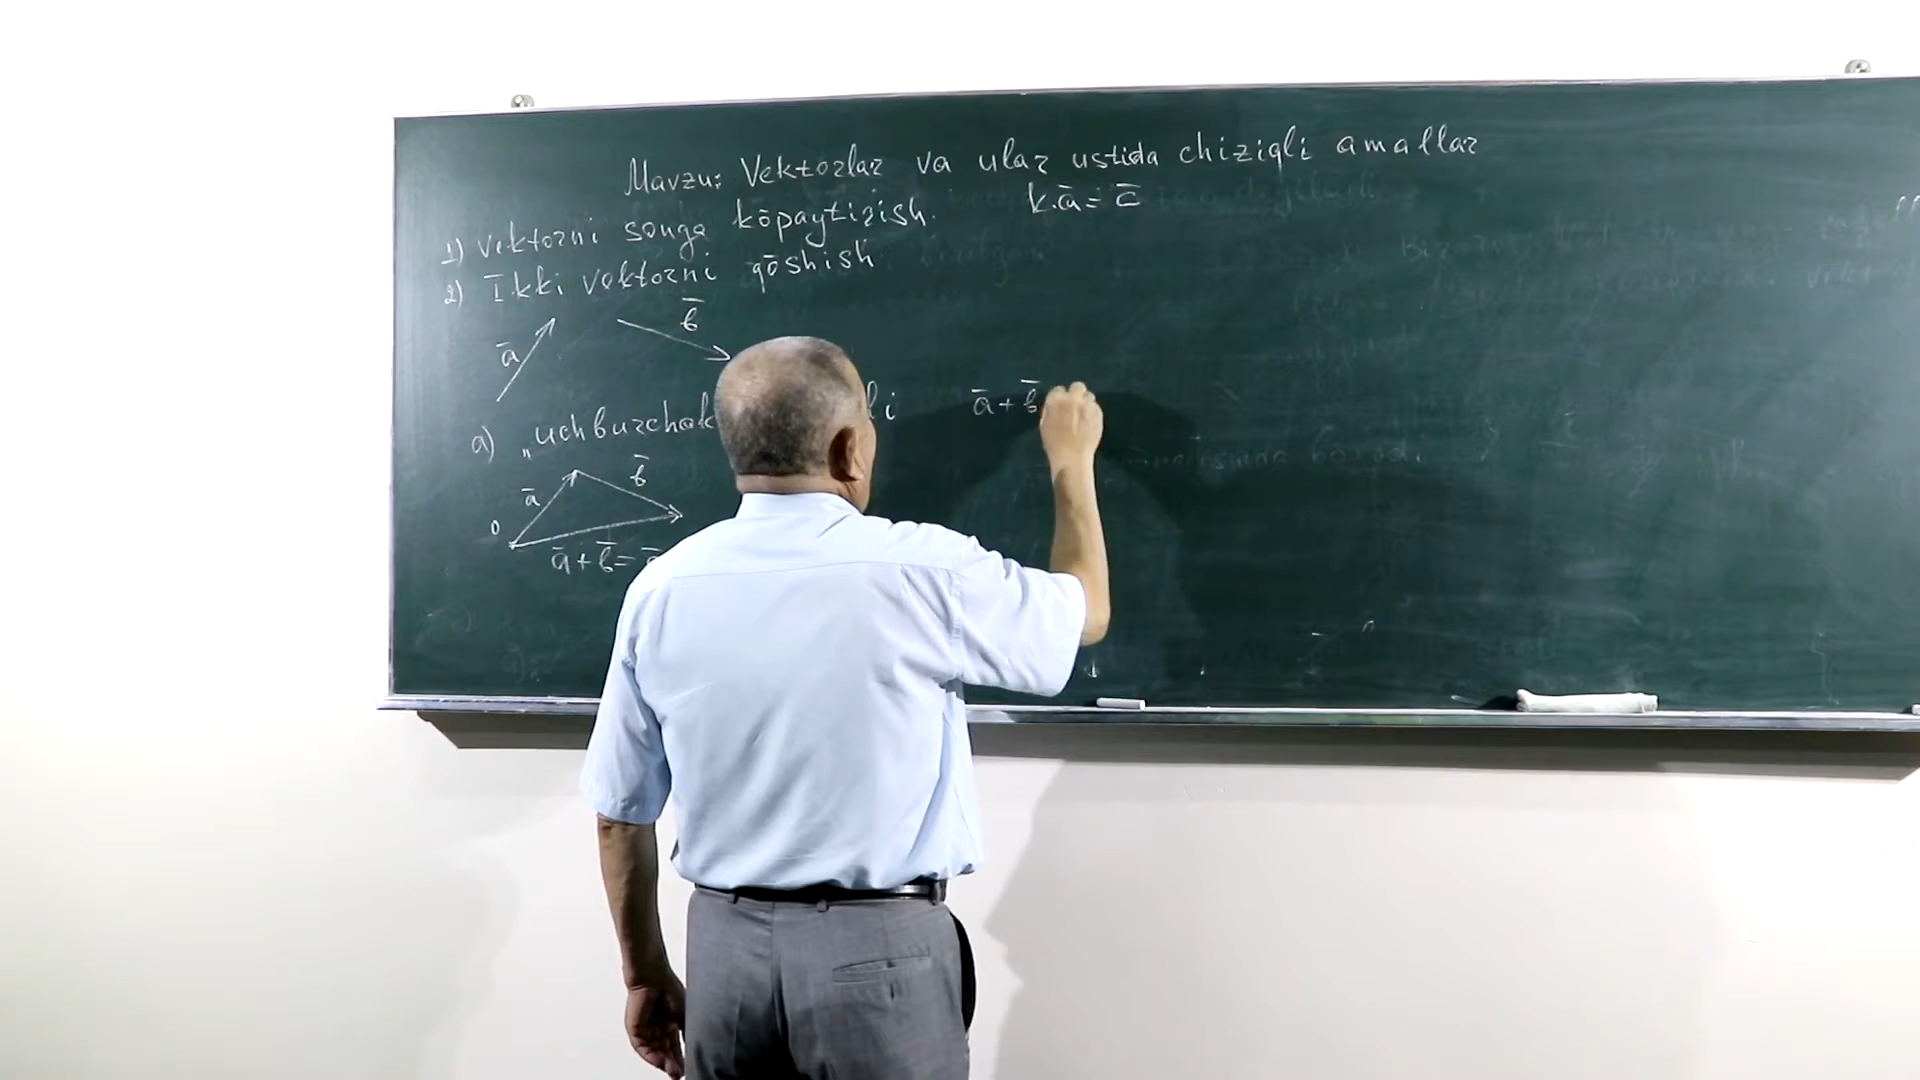 Mavzu: Vektorlar va ular ustida chiziqli amallar
1) vektorni songa kōpaytirish. k.ā = c̄
2) Ikki vektorni qōshish
ā b̄
a) „uchburchak ā + b̄
ā b̄
0
ā + b̄ =